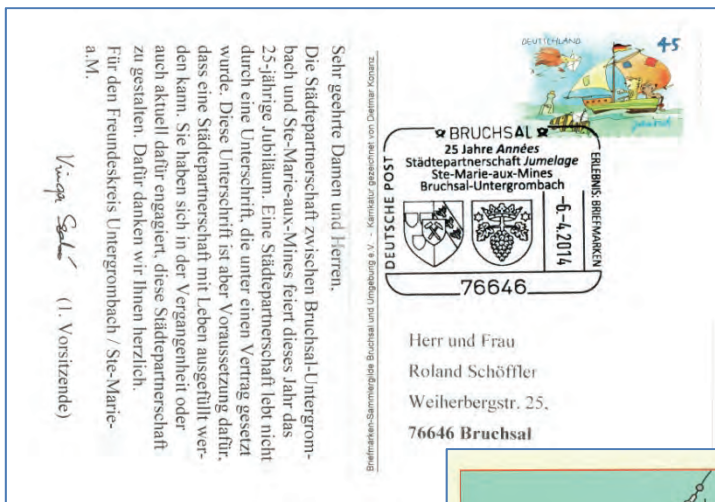 Sehr geehrte Damen und Herren,
Die Städtepartnerschaft zwischen Bruchsal-Untergrom-
bach und Ste-Marie-aux-Mines feiert dieses Jahr das
25-jährige Jubiläum. Eine Städtepartnerschaft lebt nicht
durch eine Unterschrift, die unter einen Vertrag gesetzt
wurde. Diese Unterschrift ist aber Voraussetzung dafür,
dass eine Städtepartnerschaft mit Leben ausgefüllt wer-
den kann. Sie haben sich in der Vergangenheit oder
auch aktuell dafür engagiert, diese Städtepartnerschaft
zu gestalten. Dafür danken wir Ihnen herzlich.
Für den Freundeskreis Untergrombach / Ste-Marie-
a.M.
(1. Vorsitzende)
Briefmarken-Sammlergilde Bruchsal und Umgebung e.V. - Karikatur gezeichnet von Dietmar Konanz
DEUTSCHLAND 45
BRUCHSAL
25 Jahre Années
Städtepartnerschaft Jumelage
Ste-Marie-aux-Mines
Bruchsal-Untergrombach
DEUTSCHE POST
ERLEBNIS: BRIEFMARKEN
-6.-4.2014
76646
Herr und Frau
Roland Schöffler
Weiherbergstr. 25,
76646 Bruchsal